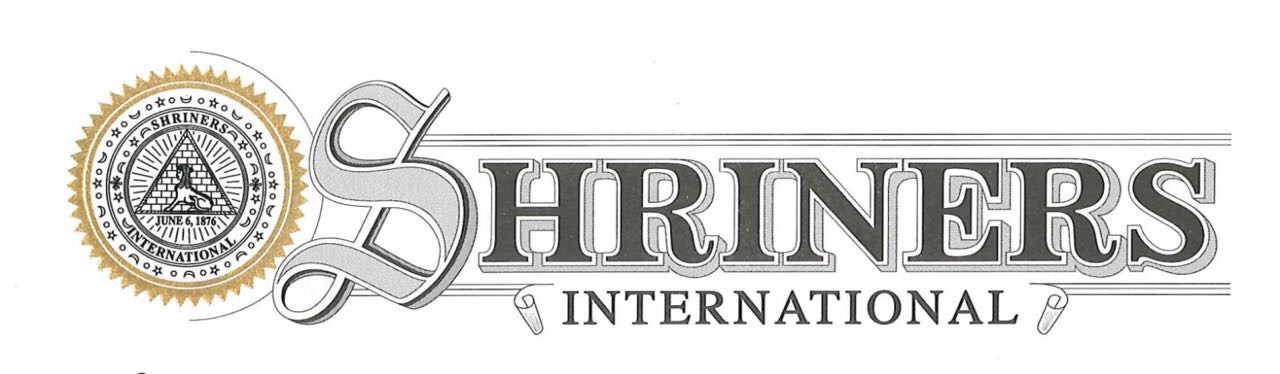 SHRINERS
JUNE 6, 1876
INTERNATIONAL
SHRINERS
INTERNATIONAL